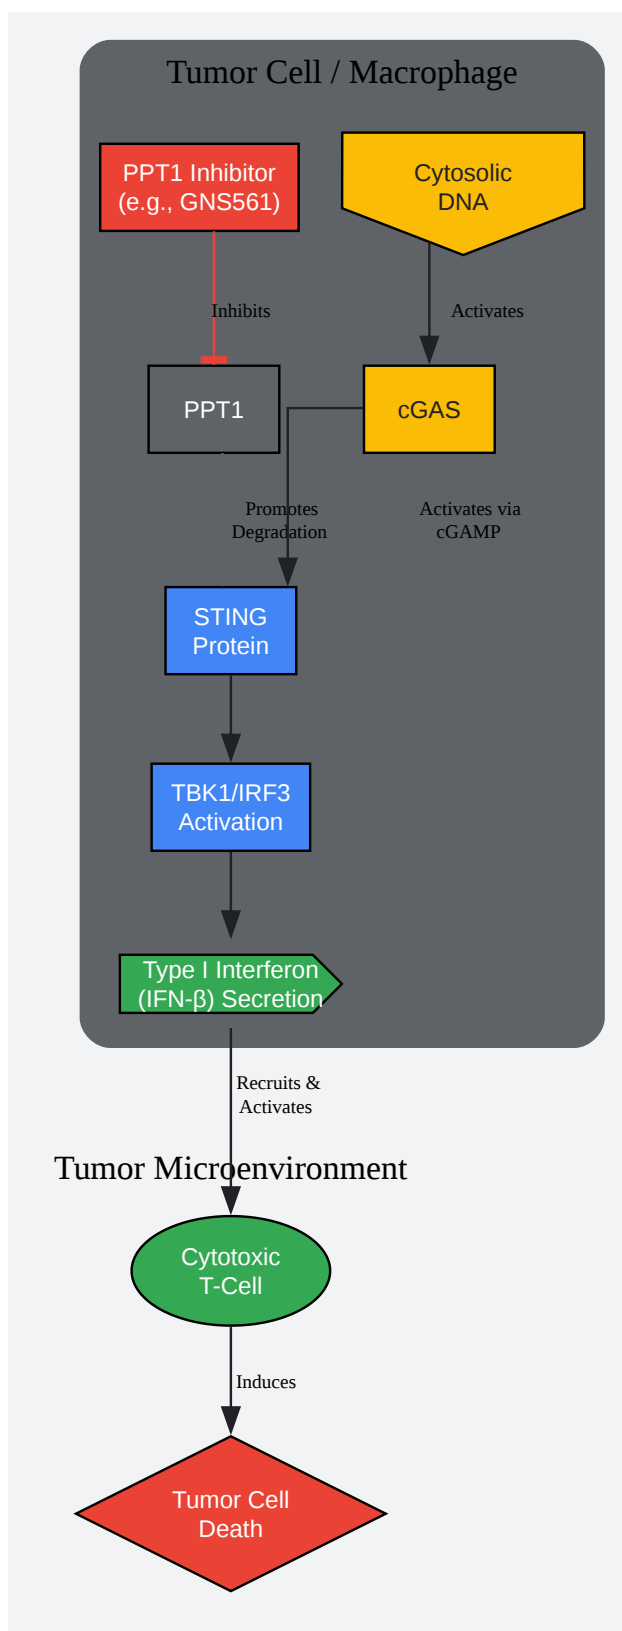 Tumor Cell / Macrophage
PPT1 Inhibitor
(e.g., GNS561)
Cytosolic
DNA
Inhibits
Activates
PPT1
cGAS
Promotes
Degradation
Activates via
cGAMP
STING
Protein
TBK1/IRF3
Activation
Type I Interferon
(IFN-β) Secretion
Recruits &
Activates
Tumor Microenvironment
Cytotoxic
T-Cell
Induces
Tumor Cell
Death